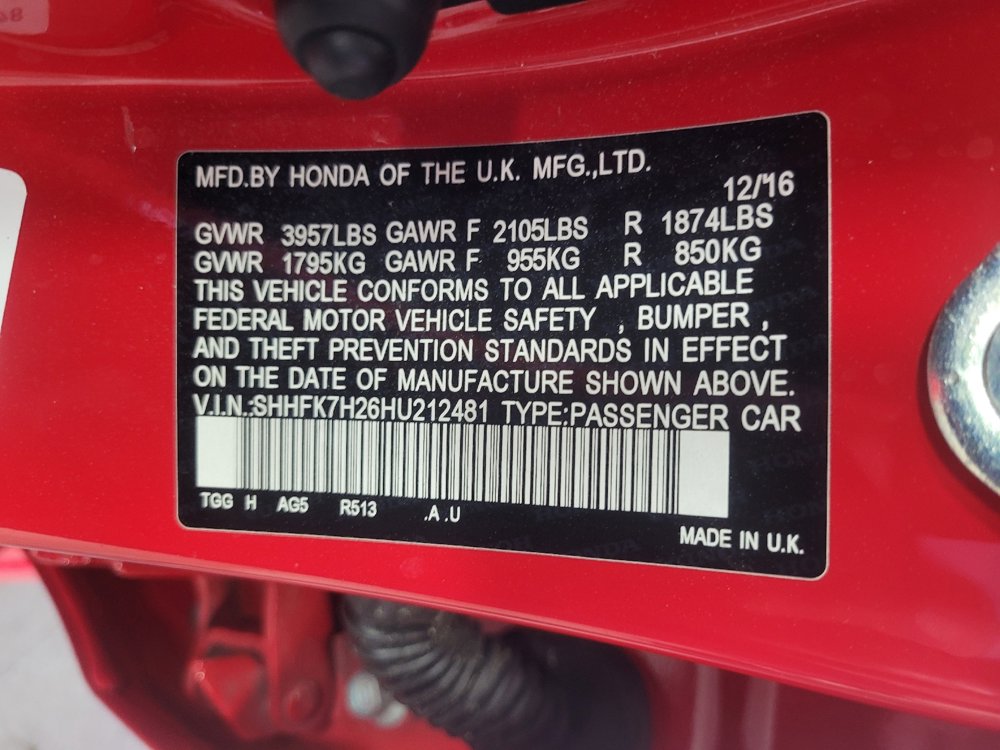 MFD.BY HONDA OF THE U.K. MFG.,LTD.
12/'16
GVWR 3957LBS GAWR F 2105LBS R 1874LBS
GVWR 1795KG GAWR F 955KG R 850KG
THIS VEHICLE CONFORMS TO ALL APPLICABLE
FEDERAL MOTOR VEHICLE SAFETY , BUMPER ,
AND THEFT PREVENTION STANDARDS IN EFFECT
ON THE DATE OF MANUFACTURE SHOWN ABOVE.
V.I.N.:SHHFK7H26HU212481 TYPE:PASSENGER CAR
TGG H AG5 R513 .A .U
MADE IN U.K.